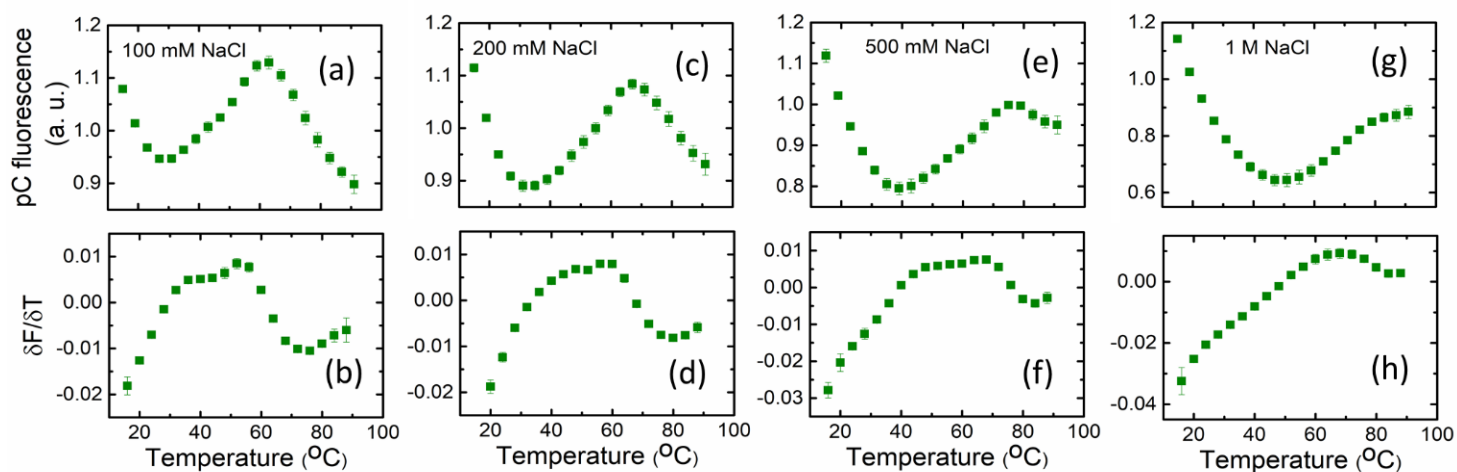 pC fluorescence
(a. u.)
1.2
1.1
1.0
0.9
100 mM NaCl
(a)
1.2
1.1
1.0
0.9
0.8
200 mM NaCl
(c)
1.2
1.0
0.8
500 mM NaCl
(e)
1.2
1.0
0.8
0.6
1 M NaCl
(g)
δF/δT
0.01
0.00
-0.01
-0.02
(b)
0.01
0.00
-0.01
-0.02
(d)
0.01
0.00
-0.01
-0.02
-0.03
(f)
0.00
-0.02
-0.04
(h)
20 40 60 80 100
20 40 60 80 100
20 40 60 80 100
20 40 60 80 100
Temperature (ºC)
Temperature (ºC)
Temperature (ºC)
Temperature (ºC)